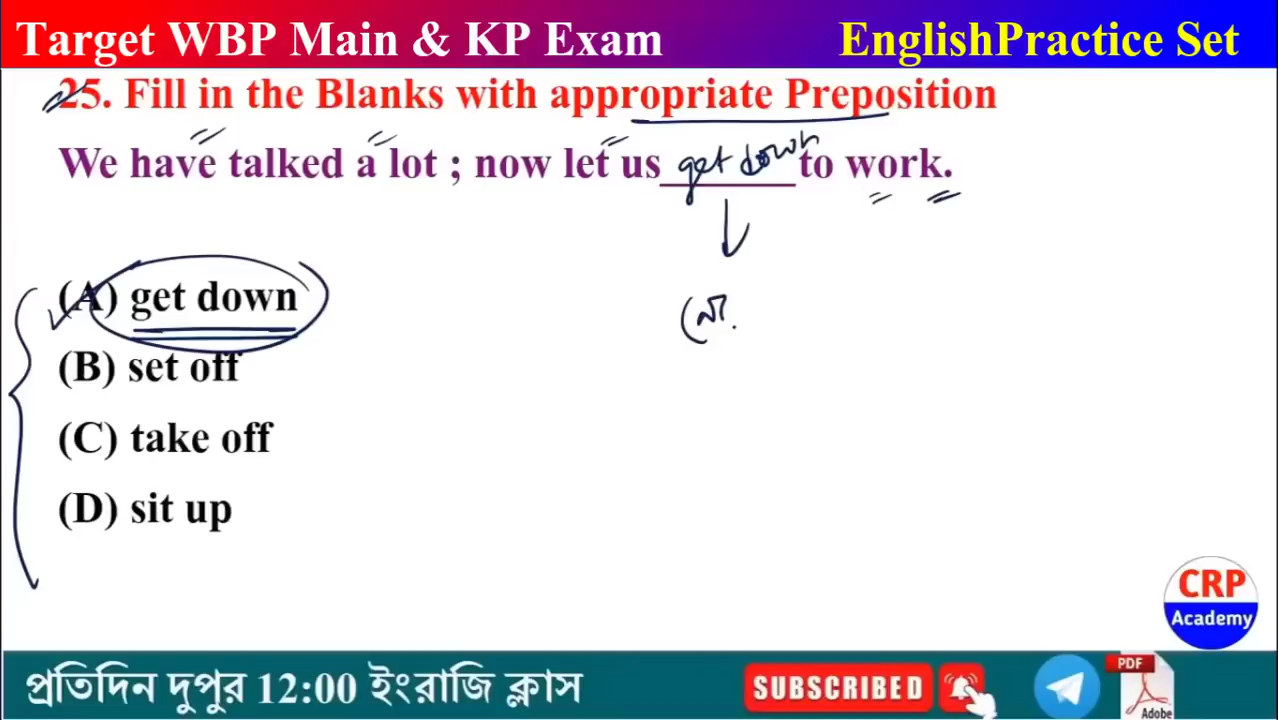 Target WBP Main & KP Exam EnglishPractice Set
25. Fill in the Blanks with appropriate Preposition
We have talked a lot ; now let us get down to work.
(A) get down
(B) set off
(C) take off
(D) sit up
CRP
Academy
প্রতিদিন দুপুর 12:00 ইংরাজি ক্লাস SUBSCRIBED PDF
Adobe